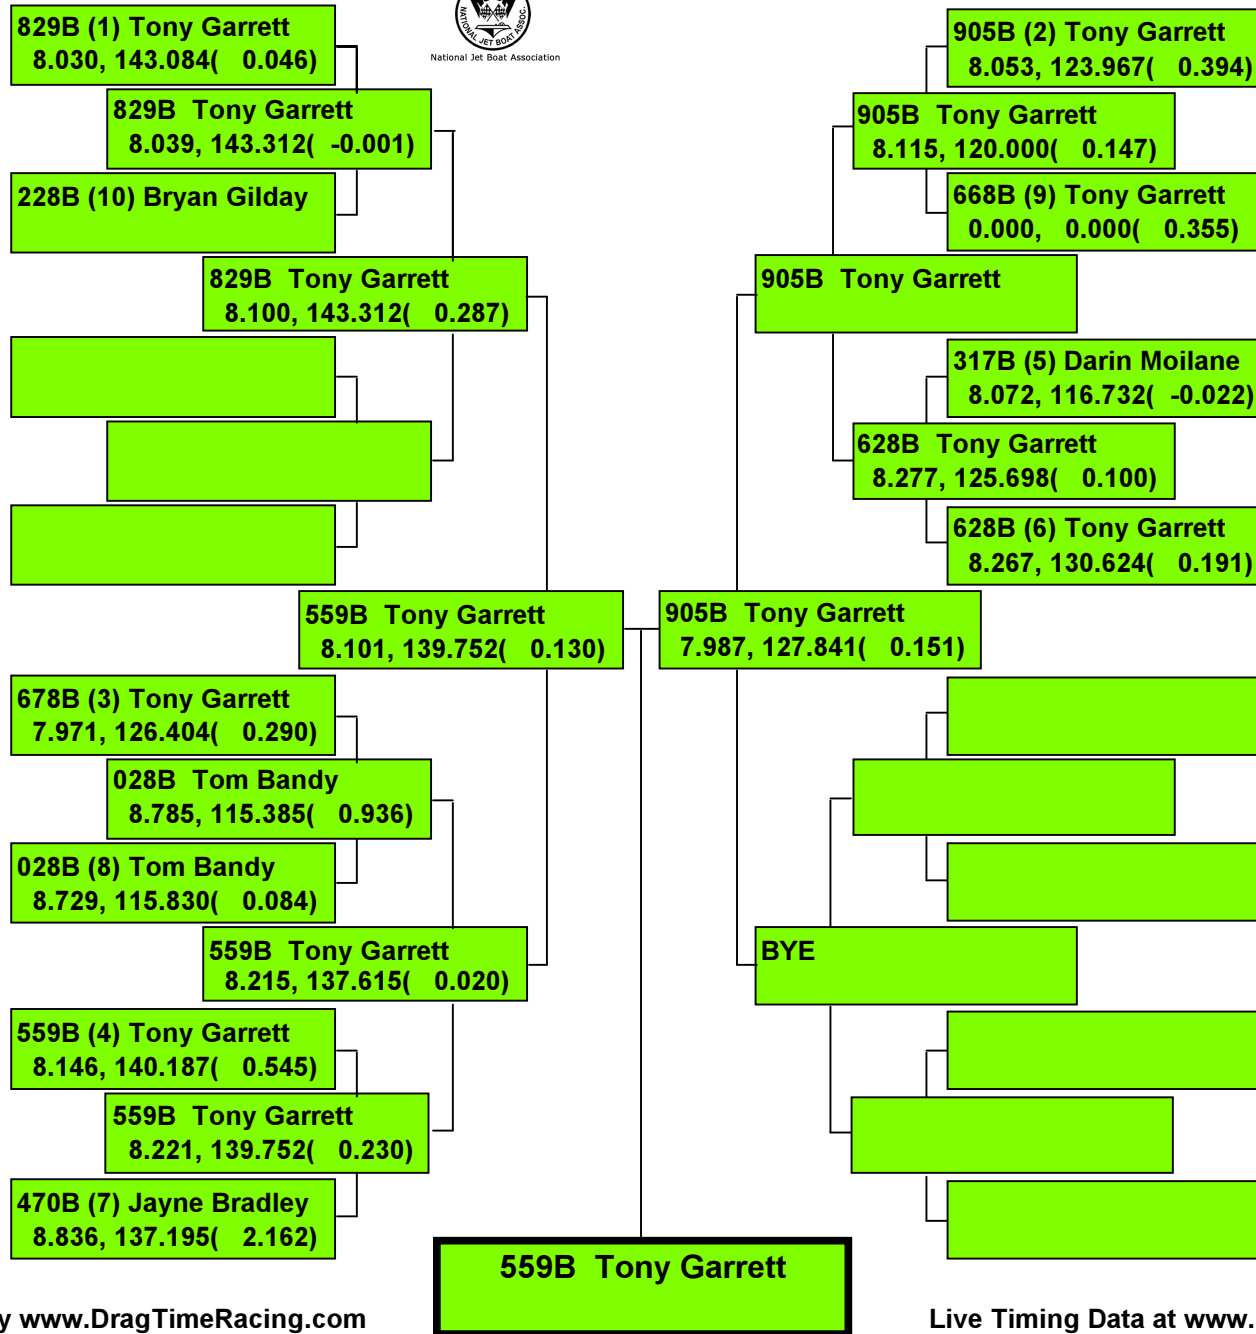 829B (1) Tony Garrett
8.030, 143.084( 0.046)
829B Tony Garrett
8.039, 143.312( -0.001)
228B (10) Bryan Gilday
829B Tony Garrett
8.100, 143.312( 0.287)
559B Tony Garrett
8.101, 139.752( 0.130)
678B (3) Tony Garrett
7.971, 126.404( 0.290)
028B Tom Bandy
8.785, 115.385( 0.936)
028B (8) Tom Bandy
8.729, 115.830( 0.084)
559B Tony Garrett
8.215, 137.615( 0.020)
559B (4) Tony Garrett
8.146, 140.187( 0.545)
559B Tony Garrett
8.221, 139.752( 0.230)
470B (7) Jayne Bradley
8.836, 137.195( 2.162)
NATIONAL JET BOAT ASSOC.
National Jet Boat Association
905B (2) Tony Garrett
8.053, 123.967( 0.394)
905B Tony Garrett
8.115, 120.000( 0.147)
668B (9) Tony Garrett
0.000, 0.000( 0.355)
905B Tony Garrett
317B (5) Darin Moilane
8.072, 116.732( -0.022)
628B Tony Garrett
8.277, 125.698( 0.100)
628B (6) Tony Garrett
8.267, 130.624( 0.191)
905B Tony Garrett
7.987, 127.841( 0.151)
BYE
559B Tony Garrett
y www.DragTimeRacing.com
Live Timing Data at www.